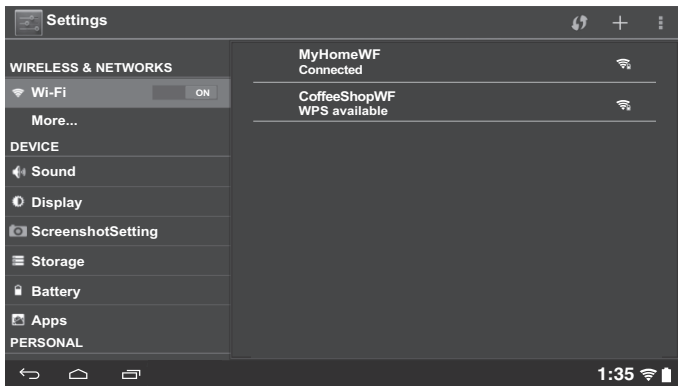 Settings
WIRELESS & NETWORKS
Wi-Fi ON
More...
DEVICE
Sound
Display
ScreenshotSetting
Storage
Battery
Apps
PERSONAL
MyHomeWF
Connected
CoffeeShopWF
WPS available
1:35